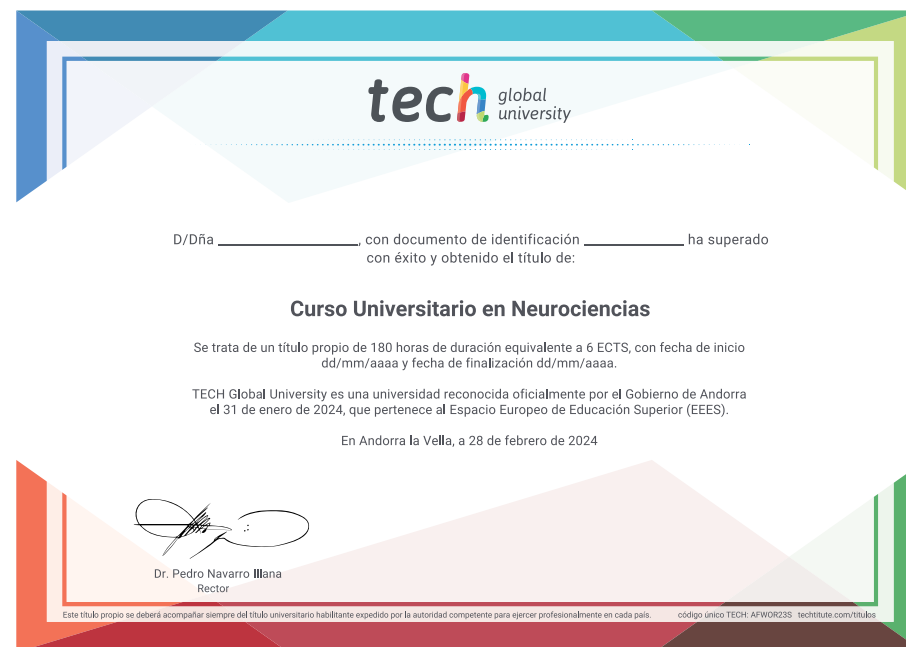 tech global university
D/Dña ____________________, con documento de identificación ______________ ha superado
con éxito y obtenido el título de:
Curso Universitario en Neurociencias
Se trata de un título propio de 180 horas de duración equivalente a 6 ECTS, con fecha de inicio
dd/mm/aaaa y fecha de finalización dd/mm/aaaa.
TECH Global University es una universidad reconocida oficialmente por el Gobierno de Andorra
el 31 de enero de 2024, que pertenece al Espacio Europeo de Educación Superior (EEES).
En Andorra la Vella, a 28 de febrero de 2024
Dr. Pedro Navarro Illana
Rector
Este título propio se deberá acompañar siempre del título universitario habilitante expedido por la autoridad competente para ejercer profesionalmente en cada país. código único TECH: AFWOR23S techtitute.com/titulos